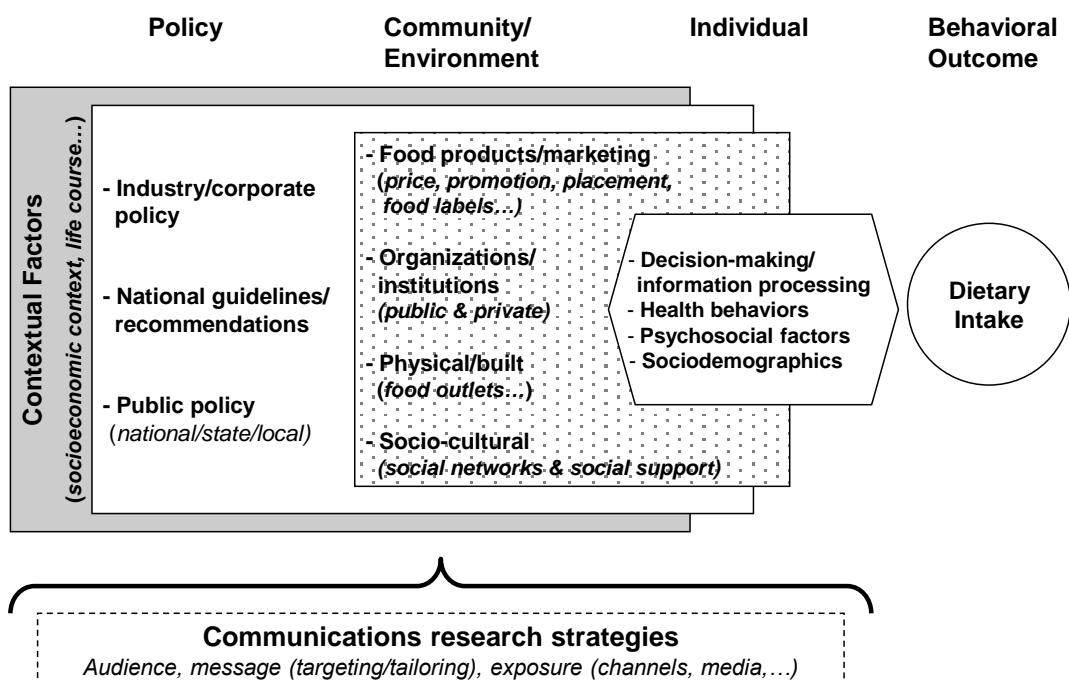 Policy
Community/
Environment
Individual
Behavioral
Outcome
Contextual Factors
(socioeconomic context, life course…)
- Industry/corporate
policy
- National guidelines/
recommendations
- Public policy
(national/state/local)
- Food products/marketing
(price, promotion, placement,
food labels…)
- Organizations/
institutions
(public & private)
- Physical/built
(food outlets…)
- Socio-cultural
(social networks & social support)
- Decision-making/
information processing
- Health behaviors
- Psychosocial factors
- Sociodemographics
Dietary
Intake
Communications research strategies
Audience, message (targeting/tailoring), exposure (channels, media,…)